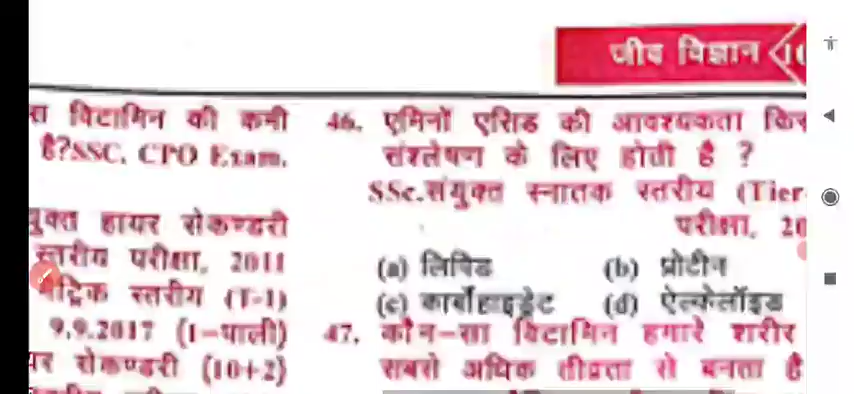 जीव विज्ञान
विटामिन की कमी
है?SSC. CPO Exam.
हायर सेकण्डरी
स्तरीय परीक्षा, 2011
स्तरीय (T-1)
9.9.2017 (I-पाली)
सेकण्डरी (10+2)
46. एमिनों एसिड की आवश्यकता
संश्लेषण के लिए होती है ?
SSc.संयुक्त स्नातक स्तरीय (Tier
परीक्षा,
(a) लिपिड (b) प्रोटीन
(c) कार्बोहाइड्रेट (d) ऐल्केलॉइड
47. कौन-सा विटामिन हमारे शरीर
सबसे अधिक तीव्रता से बनता है